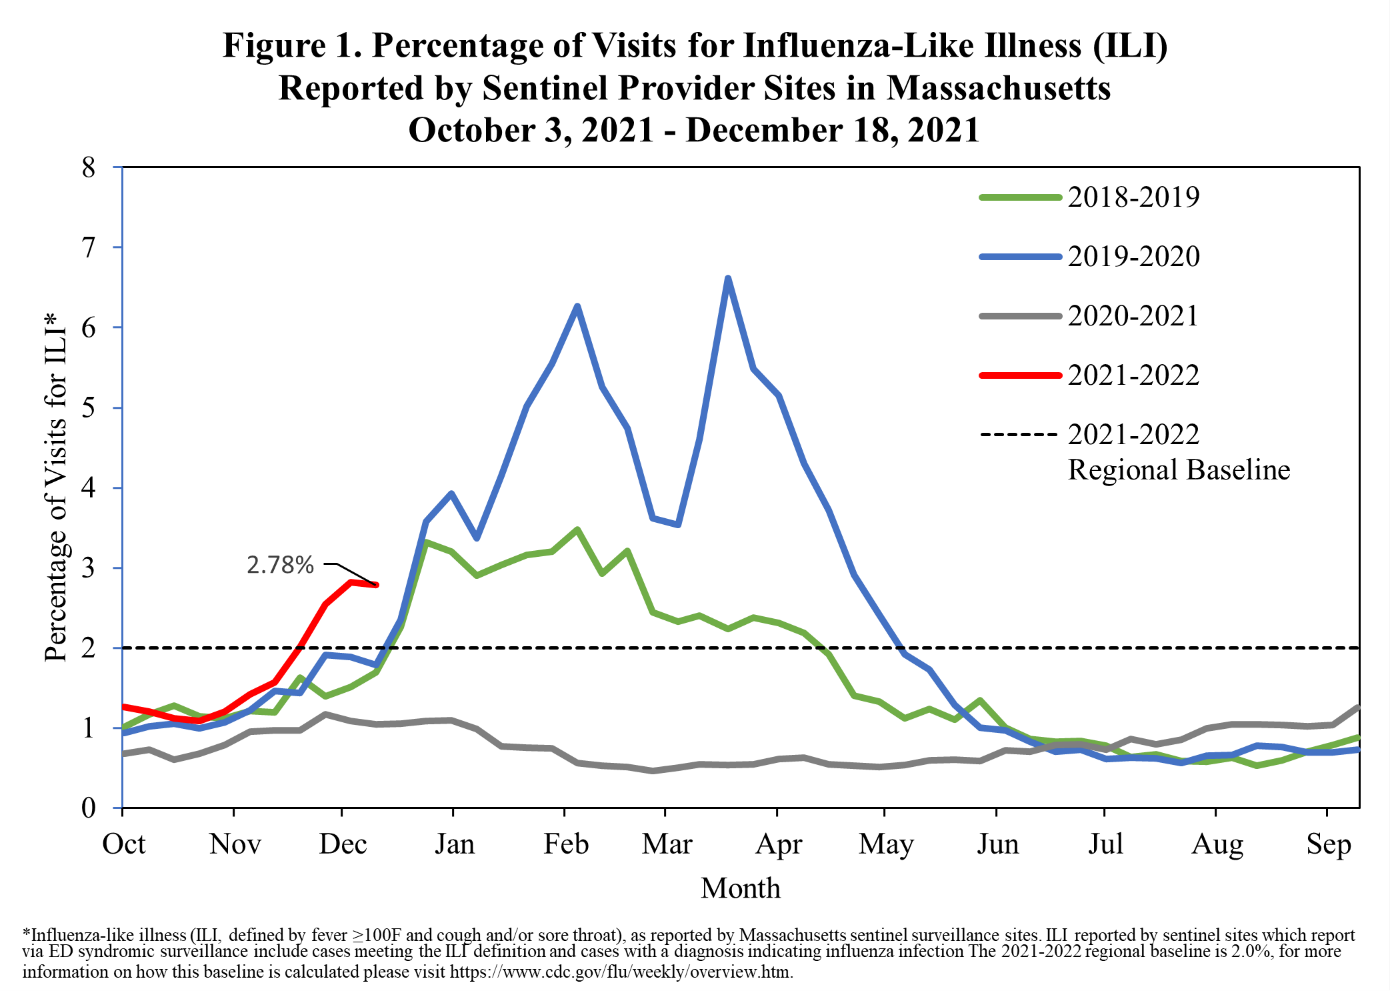 Figure 1. Percentage of Visits for Influenza-Like Illness (ILI)
Reported by Sentinel Provider Sites in Massachusetts
October 3, 2021 - December 18, 2021
8
7
6
5
4
3
2
1
0
Percentage of Visits for ILI*
2018-2019
2019-2020
2020-2021
2021-2022
2021-2022
Regional Baseline
2.78%
Oct Nov Dec Jan Feb Mar Apr May Jun Jul Aug Sep
Month
*Influenza-like illness (ILI, defined by fever ≥100F and cough and/or sore throat), as reported by Massachusetts sentinel surveillance sites. ILI reported by sentinel sites which report
via ED syndromic surveillance include cases meeting the ILI definition and cases with a diagnosis indicating influenza infection The 2021-2022 regional baseline is 2.0%, for more
information on how this baseline is calculated please visit https://www.cdc.gov/flu/weekly/overview.htm.